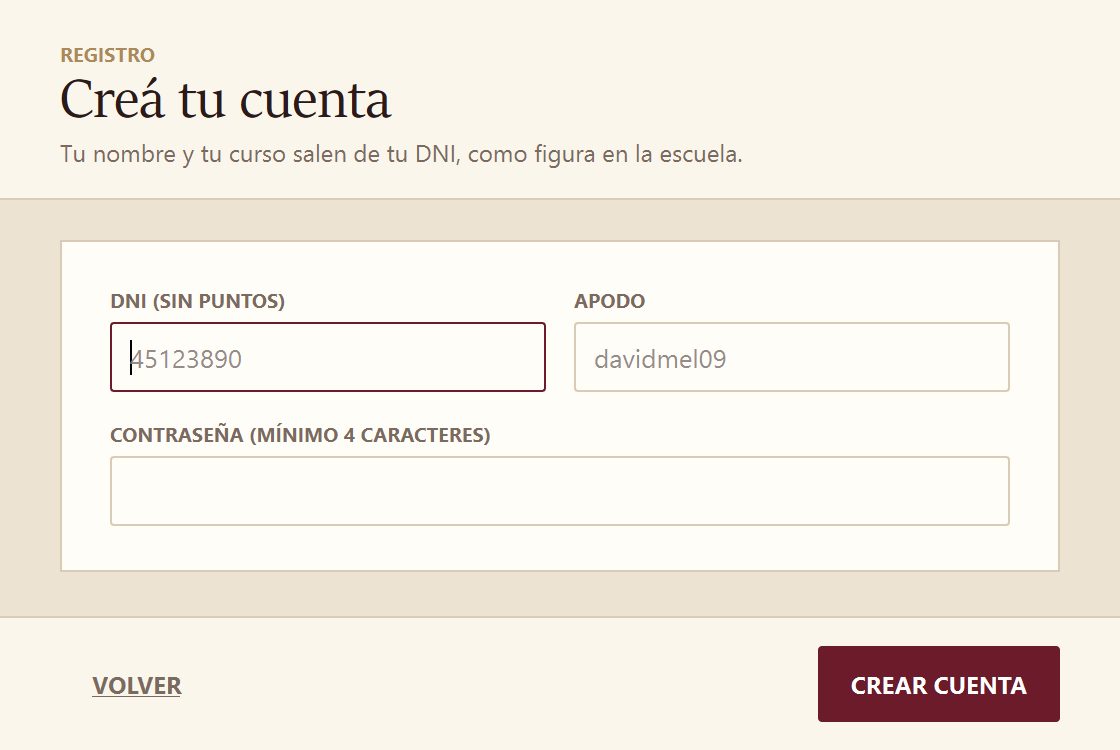 REGISTRO
Creá tu cuenta
Tu nombre y tu curso salen de tu DNI, como figura en la escuela.
DNI (SIN PUNTOS)
APODO
45123890
davidmel09
CONTRASEÑA (MÍNIMO 4 CARACTERES)
VOLVER
CREAR CUENTA